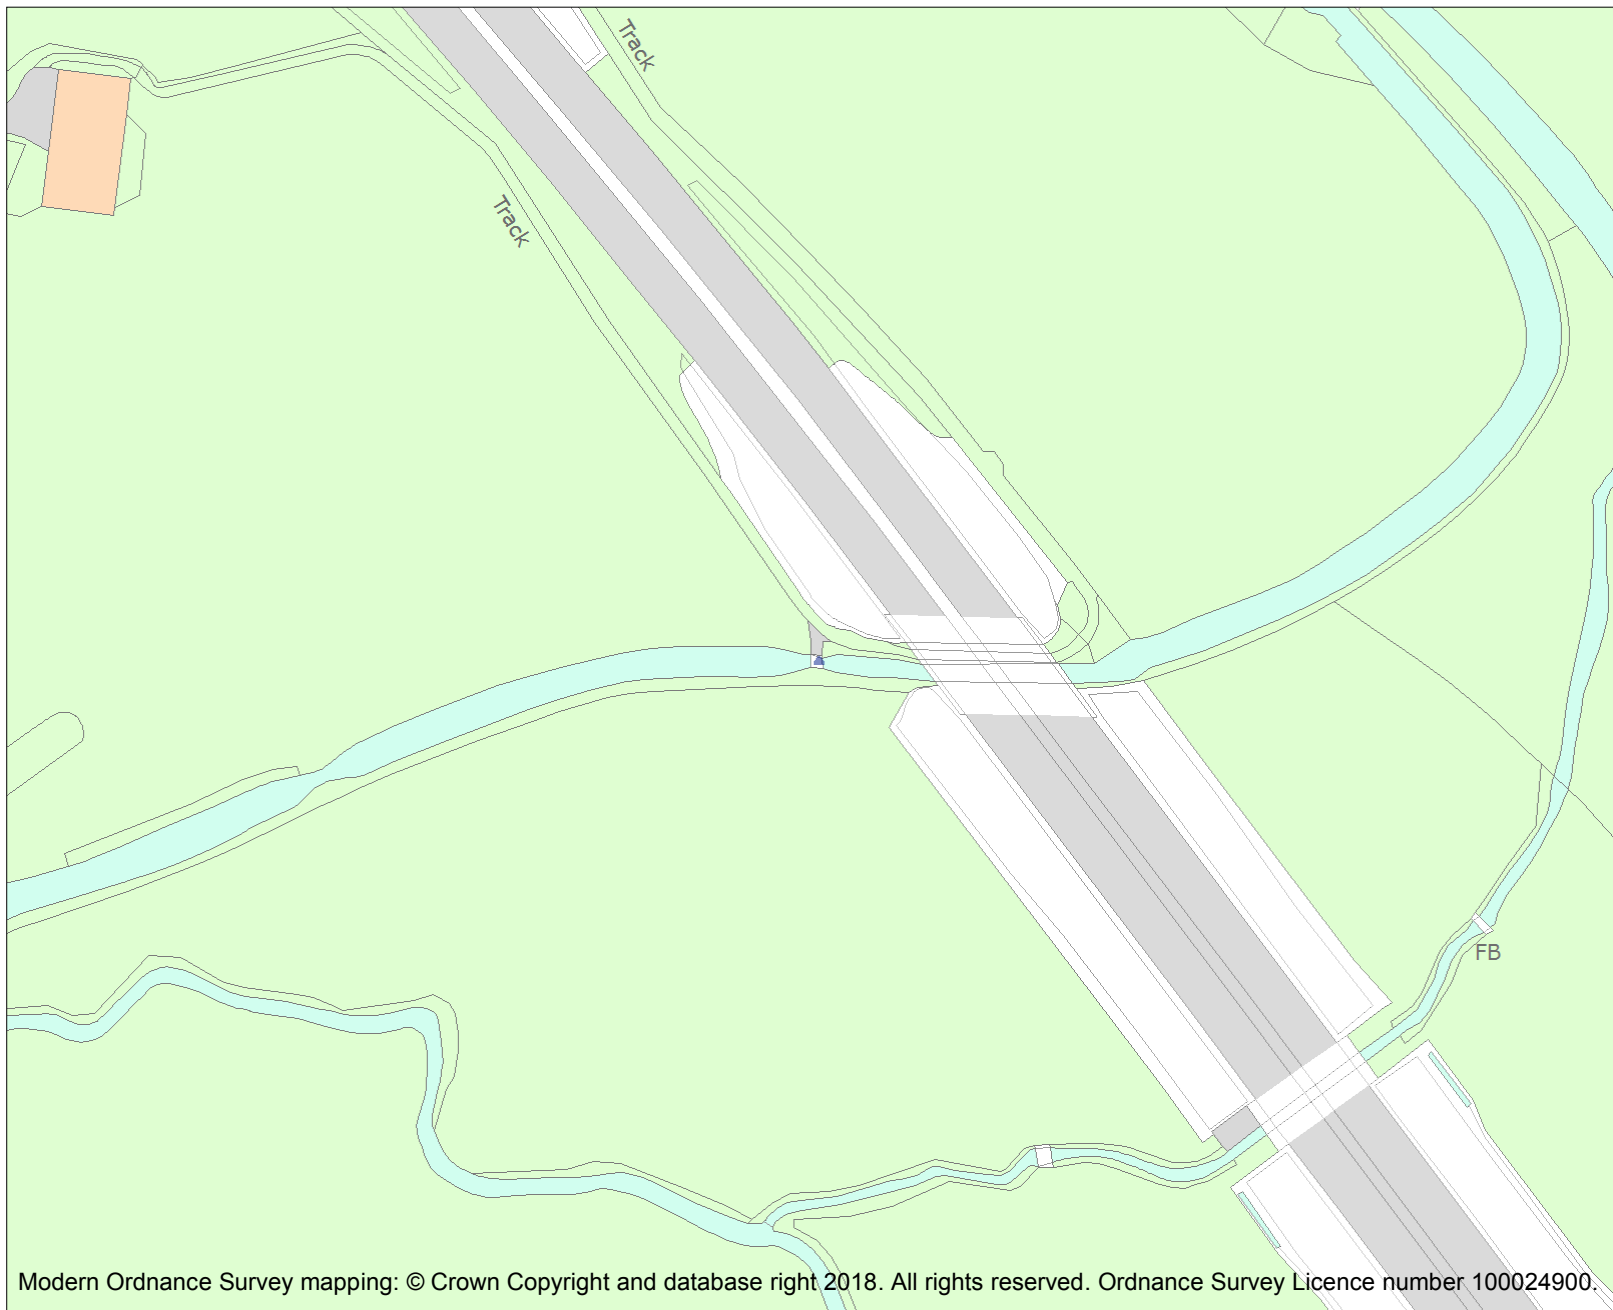 Track
Track
FB
Modern Ordnance Survey mapping: © Crown Copyright and database right 2018. All rights reserved. Ordnance Survey Licence number 100024900.